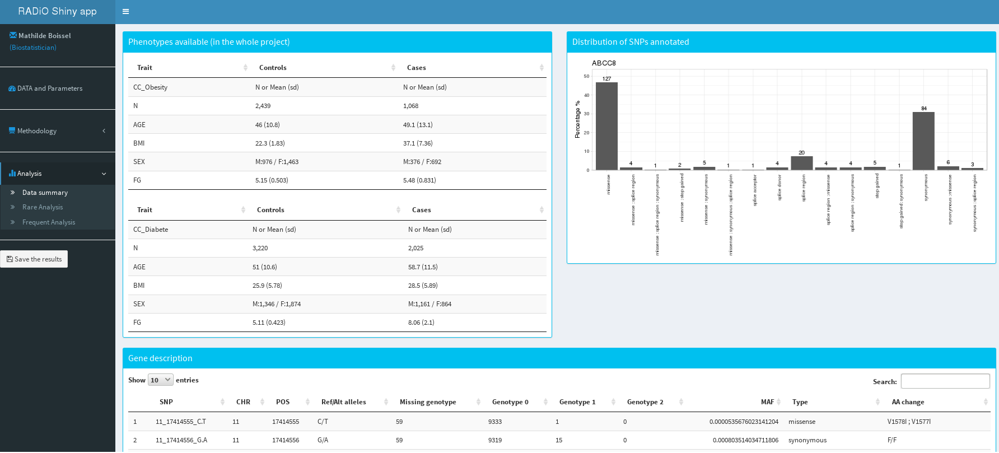 RADiO Shiny app
Mathilde Boissel
(Biostatistician)
DATA and Parameters
Methodology
Analysis
Data summary
Rare Analysis
Frequent Analysis
Save the results
Phenotypes available (in the whole project)
Trait Controls Cases
CC_Obesity N or Mean (sd) N or Mean (sd)
N 2,439 1,068
AGE 46 (10.8) 49.1 (13.1)
BMI 22.3 (1.83) 37.1 (7.36)
SEX M:976 / F:1,463 M:376 / F:692
FG 5.15 (0.503) 5.48 (0.831)
Trait Controls Cases
CC_Diabete N or Mean (sd) N or Mean (sd)
N 3,220 2,025
AGE 51 (10.6) 58.7 (11.5)
BMI 25.9 (5.78) 28.5 (5.89)
SEX M:1,346 / F:1,874 M:1,161 / F:864
FG 5.11 (0.423) 8.06 (2.1)
Distribution of SNPs annotated
ABCC8
Percentage %
50
40
30
20
10
0
127 4 1 2 5 1 1 4 20 4 4 5 1 84 6 3
missense
missense ; splice region
missense ; splice region ; synonymous
missense ; stop gained
missense ; synonymous
missense ; synonymous ; splice region
splice acceptor
splice donor
splice region
splice region ; missense
splice region ; synonymous
stop gained
stop gained ; synonymous
synonymous
synonymous ; missense
synonymous ; splice region
Gene description
Show 10 entries
Search:
SNP CHR POS Ref/Alt alleles Missing genotype Genotype 0 Genotype 1 Genotype 2 MAF Type AA change
1 11_17414555_C.T 11 17414555 C/T 59 9333 1 0 0.0000535676023141204 missense V1578I ; V1577I
2 11_17414556_G.A 11 17414556 G/A 59 9319 15 0 0.000803514034711806 synonymous F/F